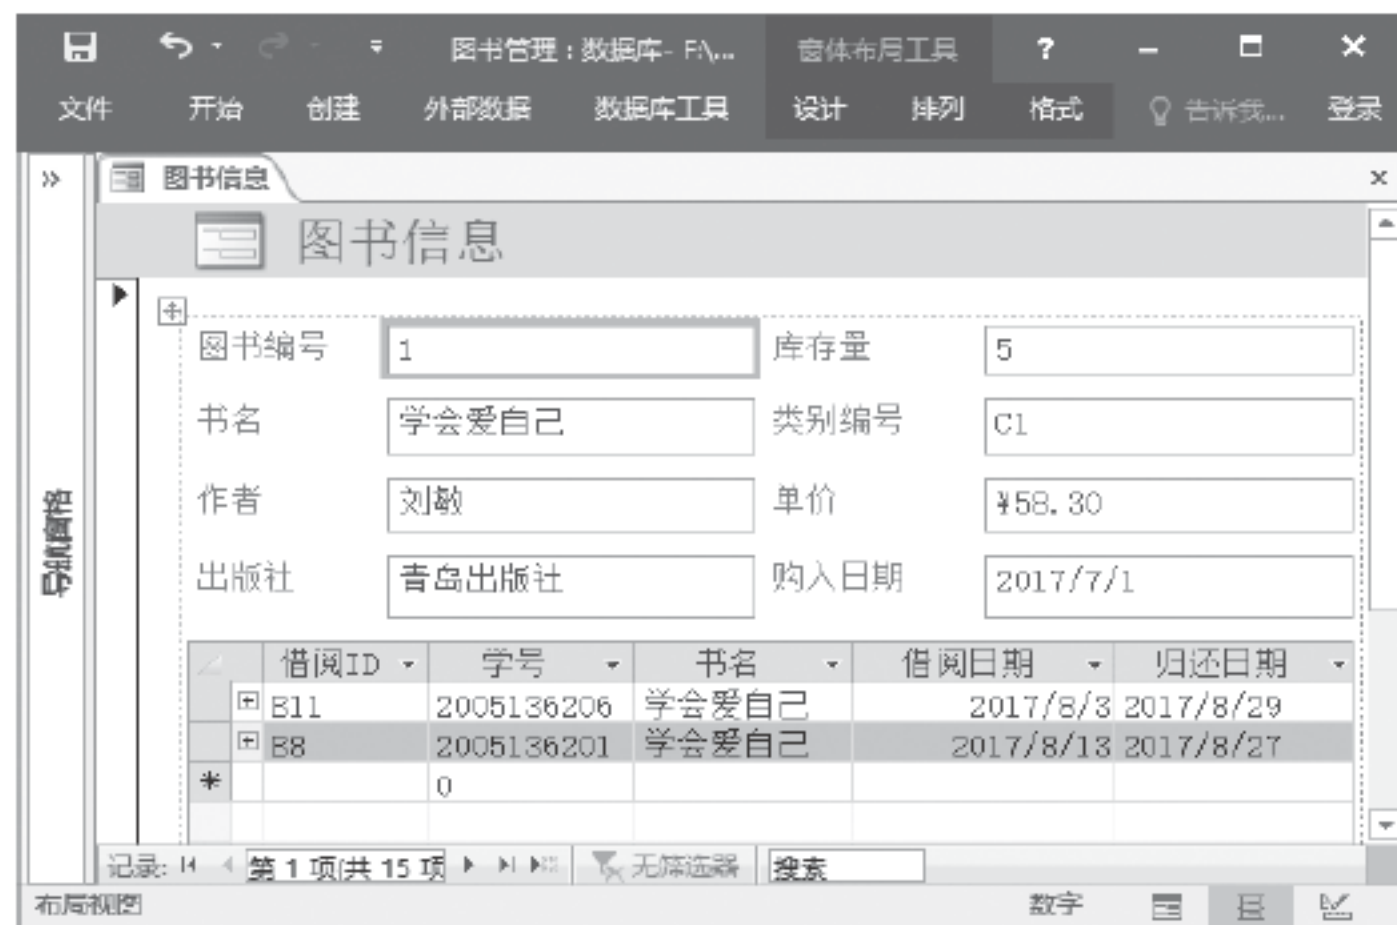 图书管理：数据库- F:\... 窗体布局工具 ?
文件 开始 创建 外部数据 数据库工具 设计 排列 格式 告诉我... 登录
图书信息
图书信息
导航窗格
图书编号 1 库存量 5
书名 学会爱自己 类别编号 C1
作者 刘敏 单价 ¥58.30
出版社 青岛出版社 购入日期 2017/7/1
借阅ID 学号 书名 借阅日期 归还日期
B11 2005136206 学会爱自己 2017/8/3 2017/8/29
B8 2005136201 学会爱自己 2017/8/13 2017/8/27
* 0
记录: 第 1 项(共 15 项 无筛选器 搜索
布局视图 数字